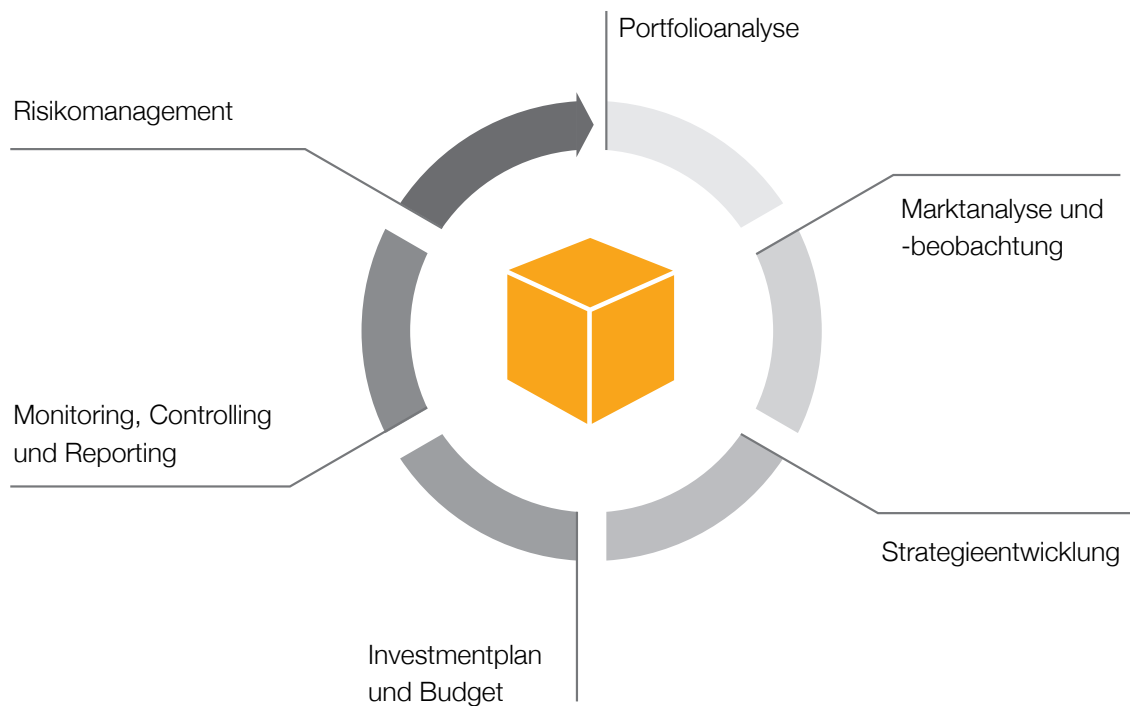 Portfolioanalyse
Risikomanagement
Marktanalyse und
-beobachtung
Monitoring, Controlling
und Reporting
Strategieentwicklung
Investmentplan
und Budget